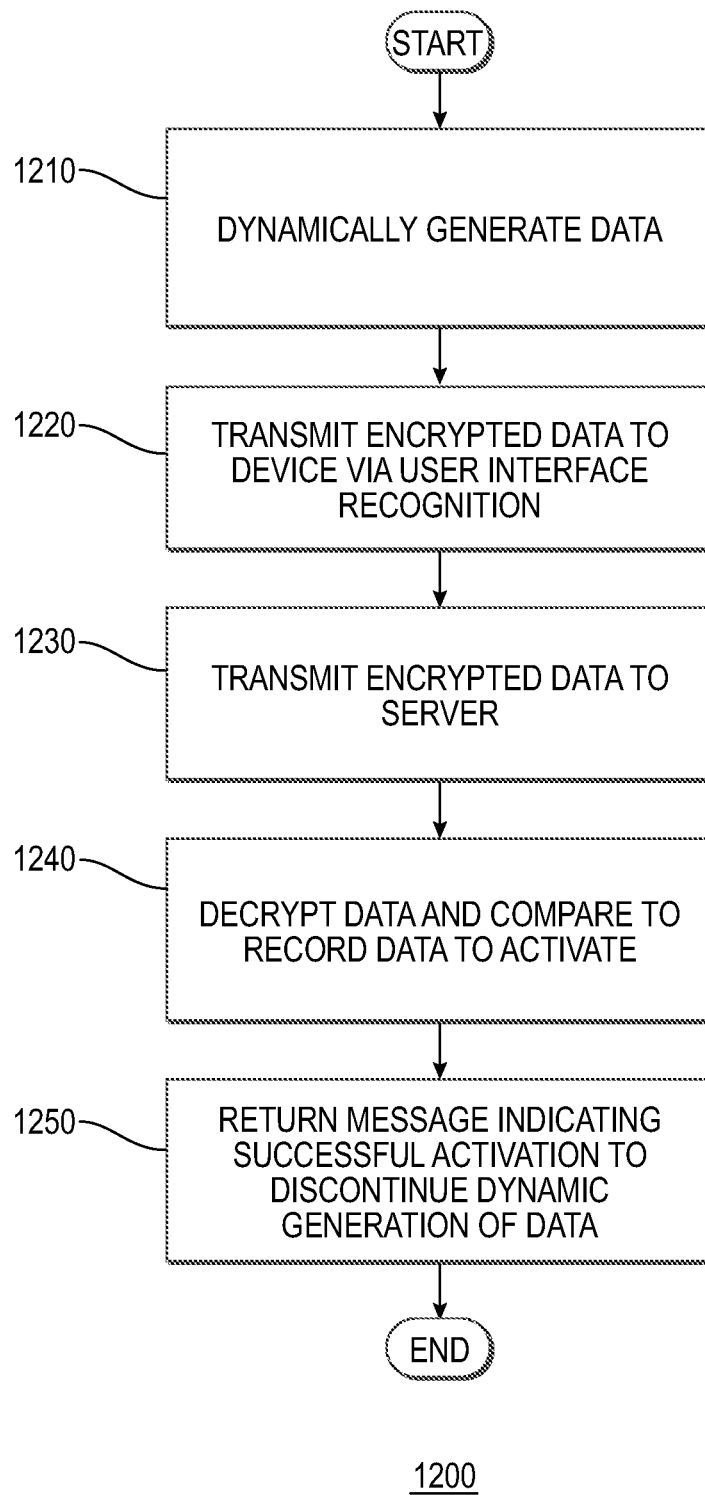 START
1210
DYNAMICALLY GENERATE DATA
1220
TRANSMIT ENCRYPTED DATA TO
DEVICE VIA USER INTERFACE
RECOGNITION
1230
TRANSMIT ENCRYPTED DATA TO
SERVER
1240
DECRYPT DATA AND COMPARE TO
RECORD DATA TO ACTIVATE
1250
RETURN MESSAGE INDICATING
SUCCESSFUL ACTIVATION TO
DISCONTINUE DYNAMIC
GENERATION OF DATA
END
1200